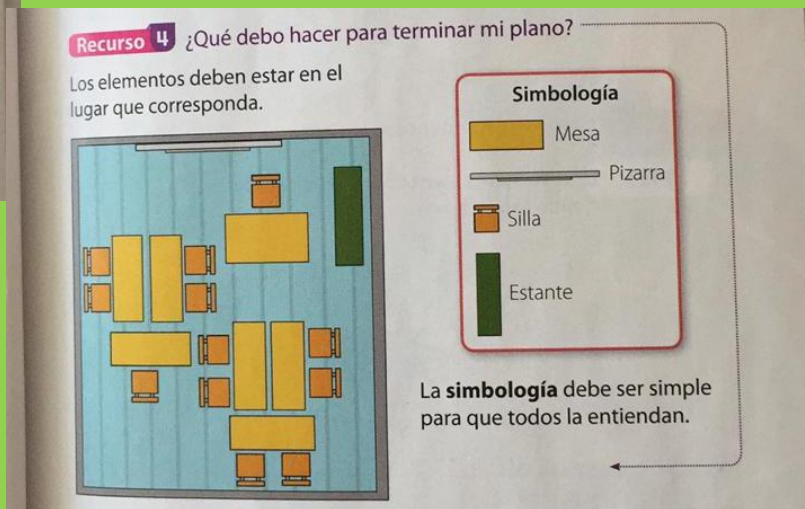 Recurso 4 ¿Qué debo hacer para terminar mi plano?
Los elementos deben estar en el
lugar que corresponda.
Simbología
Mesa
Pizarra
Silla
Estante
La simbología debe ser simple
para que todos la entiendan.